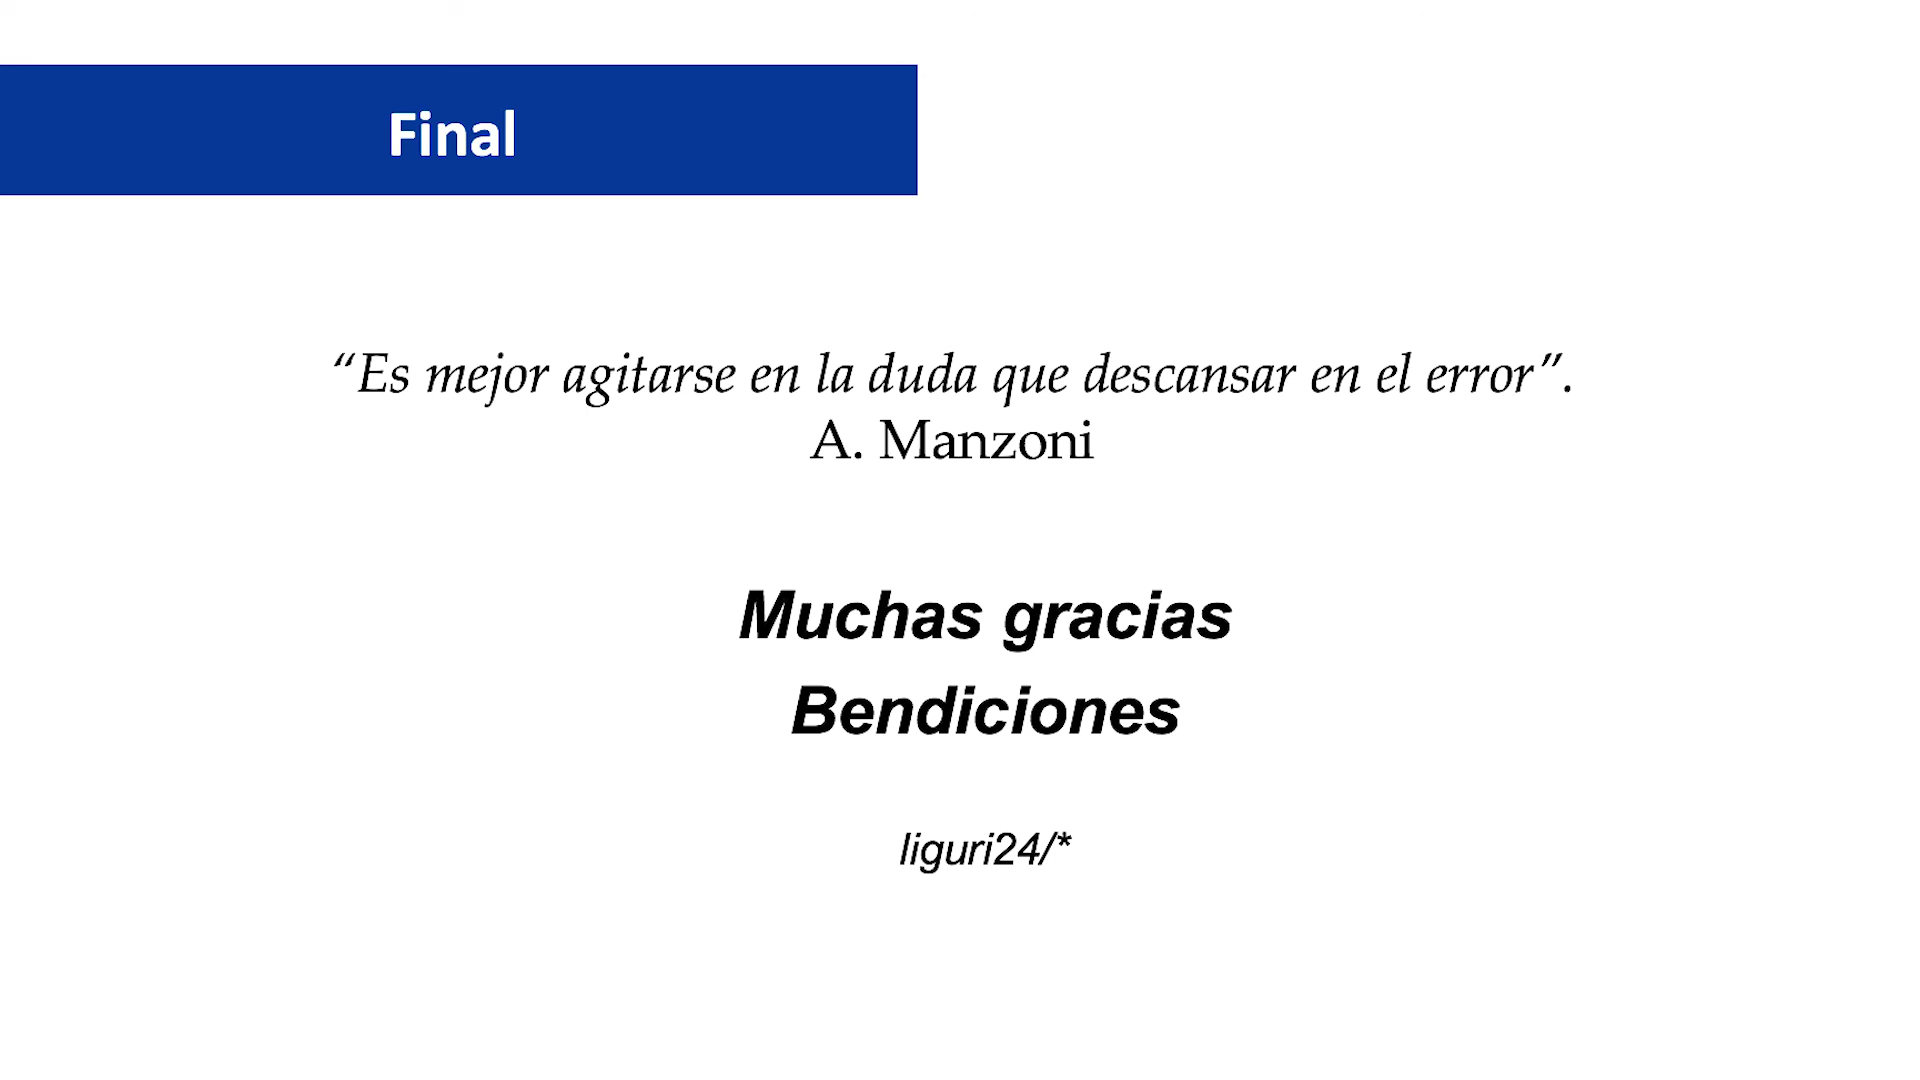 Final
“Es mejor agitarse en la duda que descansar en el error”.
A. Manzoni
Muchas gracias
Bendiciones
liguri24/*